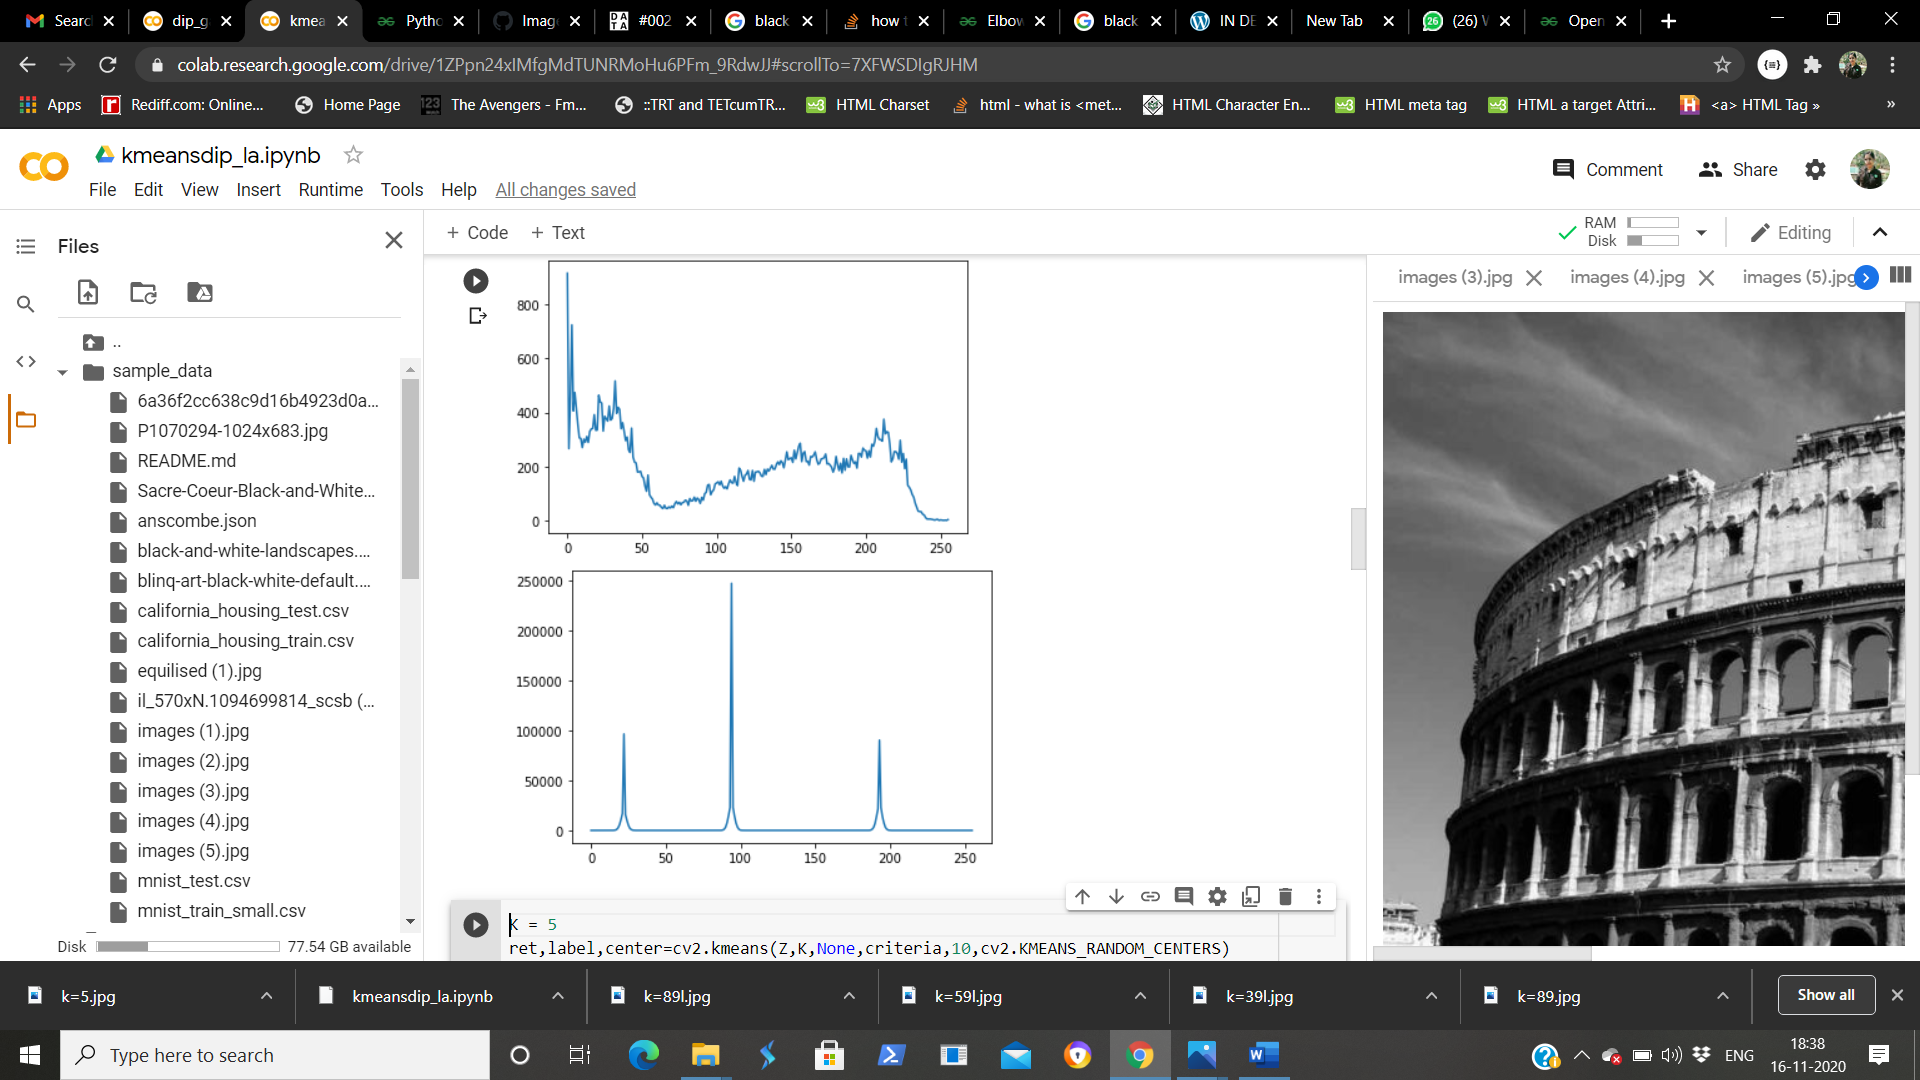 Searc
dip_g
kmea
Pytho
Imag
#002
black
how t
Elbow
black
IN DE
New Tab
(26) W
Open
colab.research.google.com/drive/1ZPpn24xIMfgMdTUNRMoHu6PFm_9RdwJJ#scrollTo=7XFWSDIgRJHM
Apps
Rediff.com: Online...
Home Page
The Avengers - Fm...
::TRT and TETcumTR...
HTML Charset
html - what is <met...
HTML Character En...
HTML meta tag
HTML a target Attri...
<a> HTML Tag »
»
kmeansdip_la.ipynb
File Edit View Insert Runtime Tools Help All changes saved
Comment
Share
Files
+ Code + Text
RAM
Disk
Editing
..
sample_data
6a36f2cc638c9d16b4923d0a...
P1070294-1024x683.jpg
README.md
Sacre-Coeur-Black-and-White...
anscombe.json
black-and-white-landscapes....
blinq-art-black-white-default....
california_housing_test.csv
california_housing_train.csv
equilised (1).jpg
il_570xN.1094699814_scsb (...
images (1).jpg
images (2).jpg
images (3).jpg
images (4).jpg
images (5).jpg
mnist_test.csv
mnist_train_small.csv
Disk 77.54 GB available
800
600
400
200
0
0 50 100 150 200 250
250000
200000
150000
100000
50000
0
0 50 100 150 200 250
K = 5
ret,label,center=cv2.kmeans(Z,K,None,criteria,10,cv2.KMEANS_RANDOM_CENTERS)
images (3).jpg
images (4).jpg
images (5).jpg
k=5.jpg
kmeansdip_la.ipynb
k=89l.jpg
k=59l.jpg
k=39l.jpg
k=89.jpg
Show all
Type here to search
ENG
18:38
16-11-2020